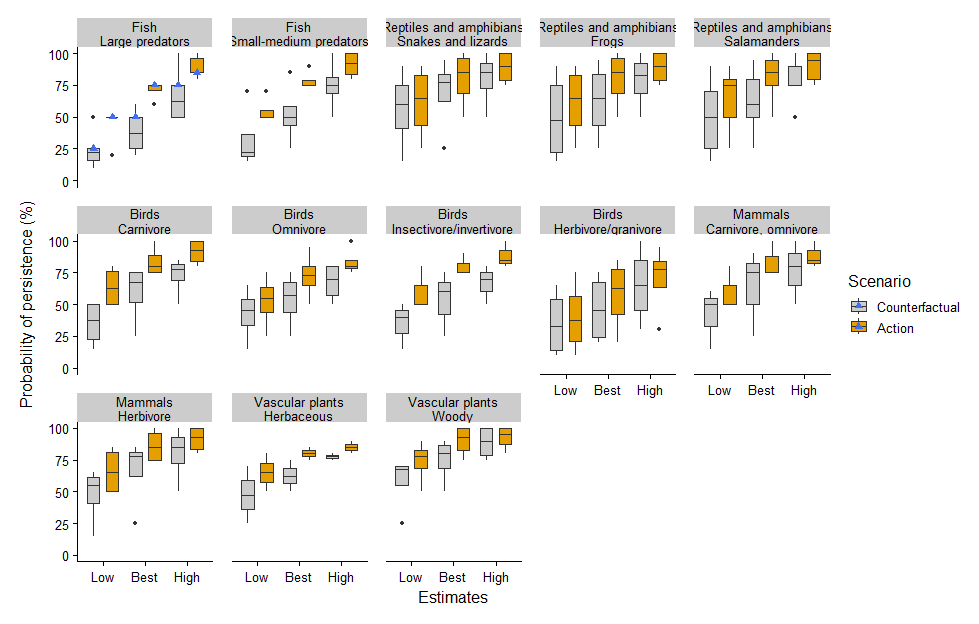 Fish
Large predators
Fish
Small-medium predators
Reptiles and amphibians
Snakes and lizards
Reptiles and amphibians
Frogs
Reptiles and amphibians
Salamanders
100
75
50
25
0
Birds
Carnivore
Birds
Omnivore
Birds
Insectivore/invertivore
Birds
Herbivore/granivore
Mammals
Carnivore, omnivore
100
75
50
25
0
Low Best High
Low Best High
Probability of persistence (%)
Scenario
Counterfactual
Action
Mammals
Herbivore
Vascular plants
Herbaceous
Vascular plants
Woody
100
75
50
25
0
Low Best High
Low Best High
Low Best High
Estimates